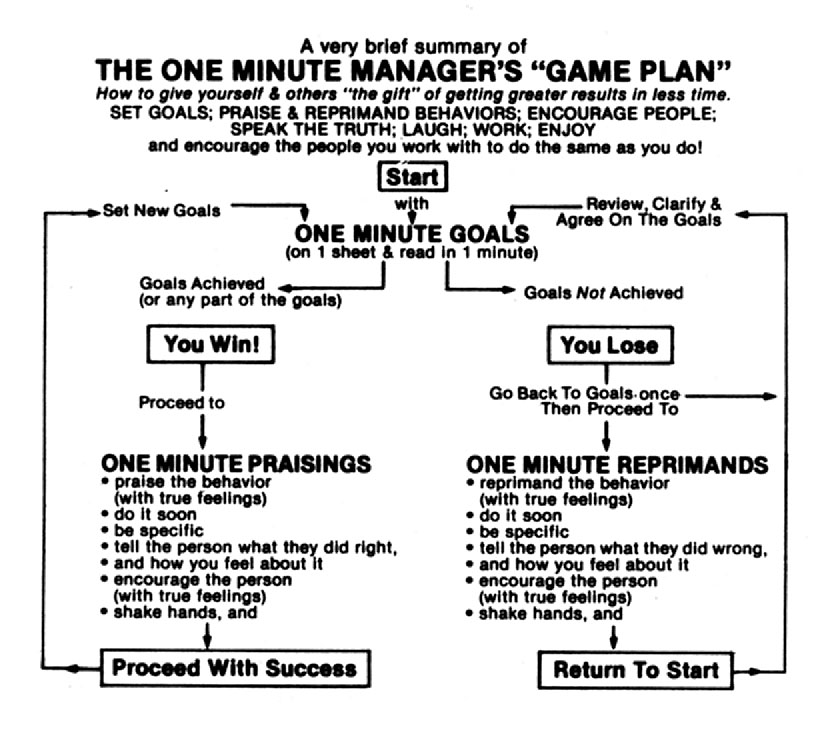 A very brief summary of
THE ONE MINUTE MANAGER'S "GAME PLAN"
How to give yourself & others "the gift" of getting greater results in less time.
SET GOALS; PRAISE & REPRIMAND BEHAVIORS; ENCOURAGE PEOPLE;
SPEAK THE TRUTH; LAUGH; WORK; ENJOY
and encourage the people you work with to do the same as you do!
Start
with
Set New Goals
Review, Clarify &
Agree On The Goals
ONE MINUTE GOALS
(on 1 sheet & read in 1 minute)
Goals Achieved
(or any part of the goals)
Goals Not Achieved
You Win!
You Lose
Proceed to
Go Back To Goals once
Then Proceed To
ONE MINUTE PRAISINGS
• praise the behavior
(with true feelings)
• do it soon
• be specific
• tell the person what they did right,
• and how you feel about it
• encourage the person
(with true feelings)
• shake hands, and
Proceed With Success
ONE MINUTE REPRIMANDS
• reprimand the behavior
(with true feelings)
• do it soon
• be specific
• tell the person what they did wrong,
• and how you feel about it
• encourage the person
(with true feelings)
• shake hands, and
Return To Start